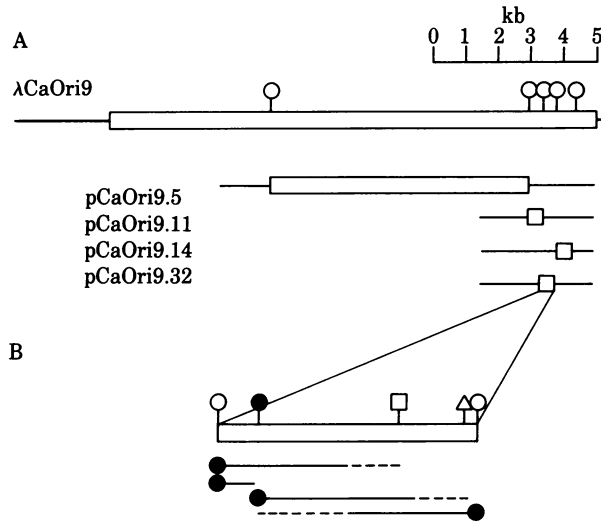 A
kb
0 1 2 3 4 5
λCaOri9
pCaOri9.5
pCaOri9.11
pCaOri9.14
pCaOri9.32
B